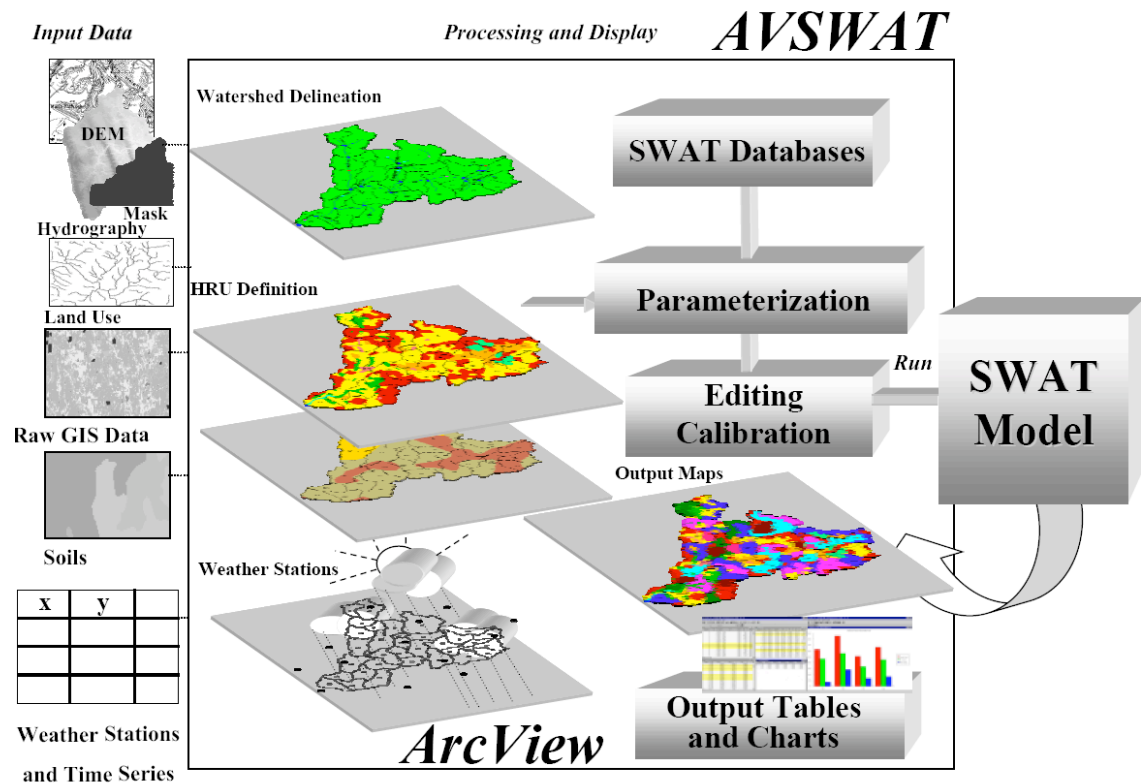 Input Data
Processing and Display
AVSWAT
DEM
Mask
Hydrography
Land Use
Raw GIS Data
Soils
x y
Weather Stations
and Time Series
Watershed Delineation
HRU Definition
Weather Stations
SWAT Databases
Parameterization
Editing
Calibration
Run
SWAT
Model
Output Maps
Output Tables
and Charts
ArcView